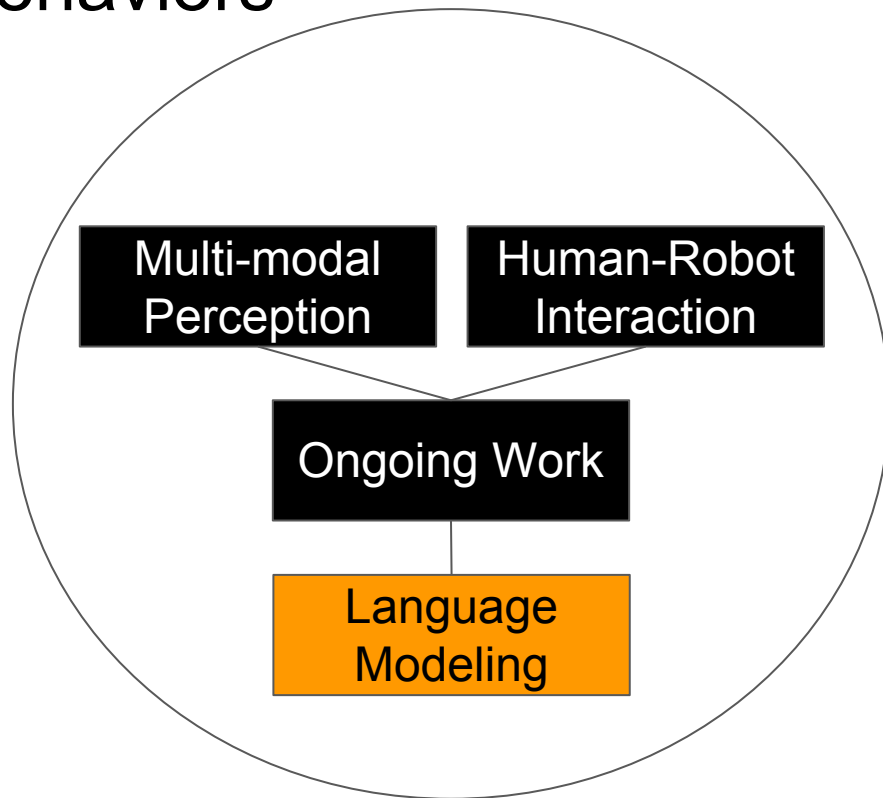 Multi-modal
Perception
Human-Robot
Interaction
Ongoing Work
Language
Modeling